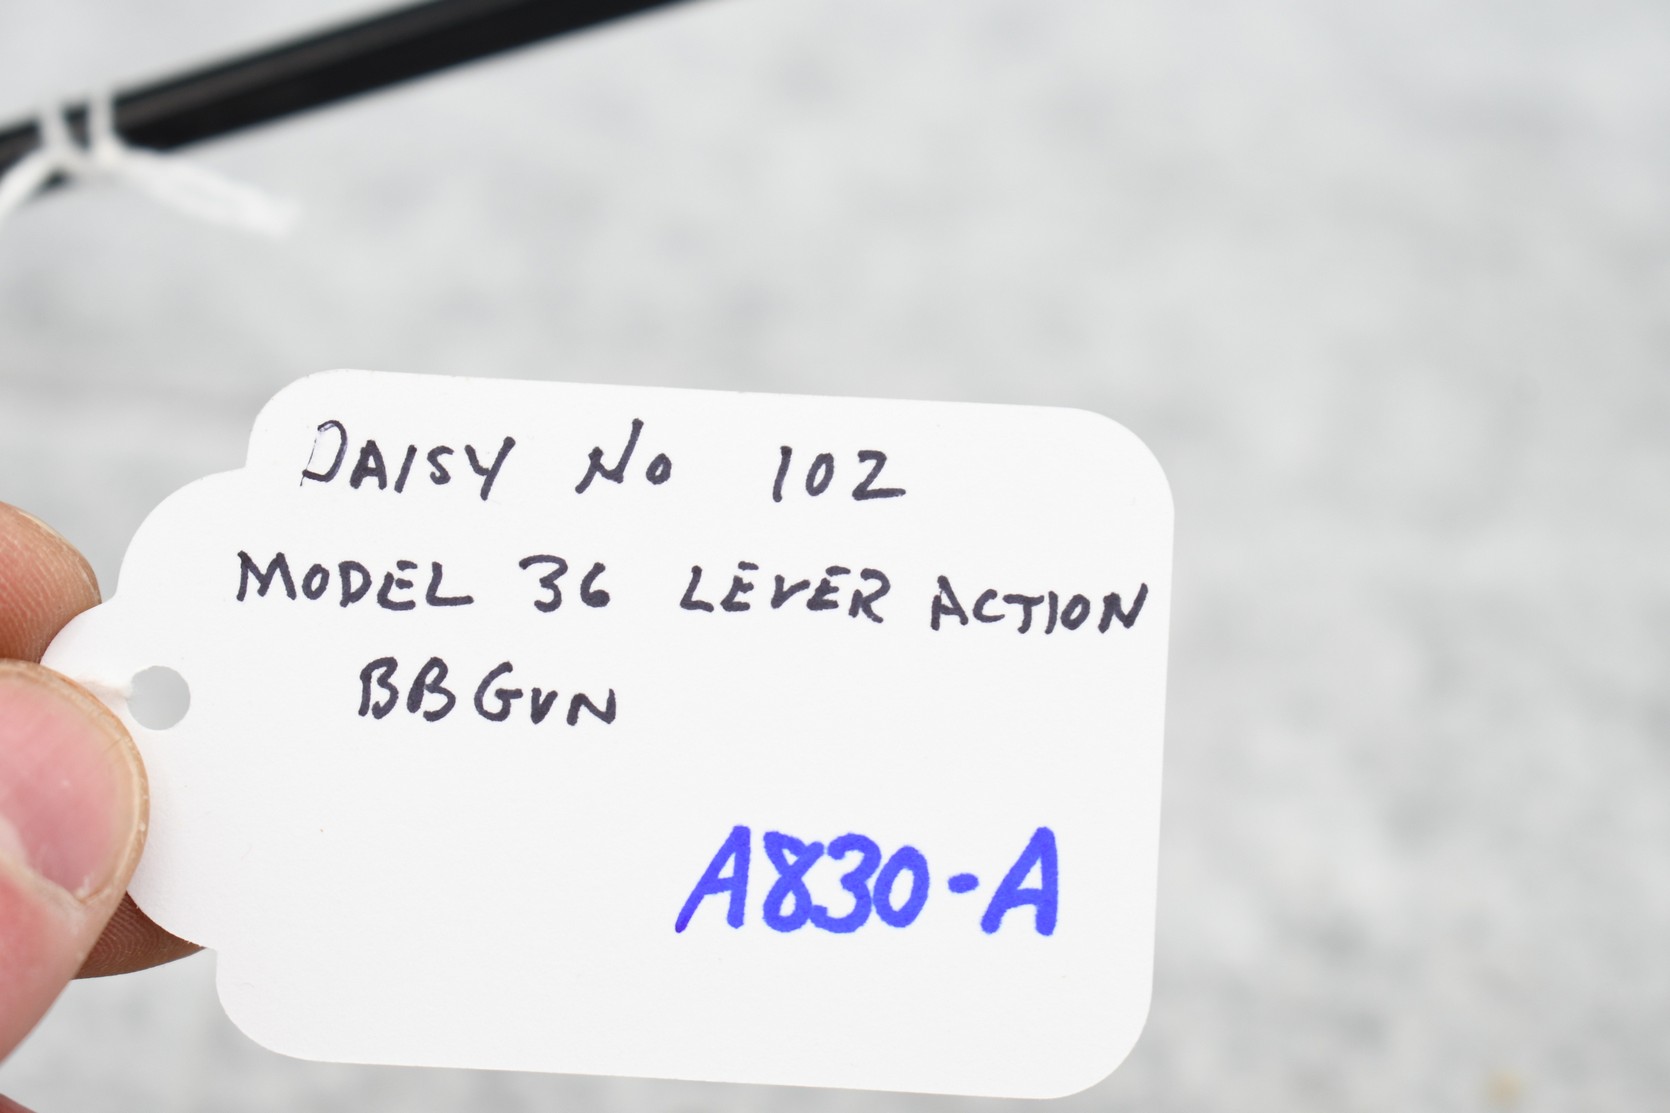 DAISY No 102
MODEL 36 LEVER ACTION
BB GUN
A830-A